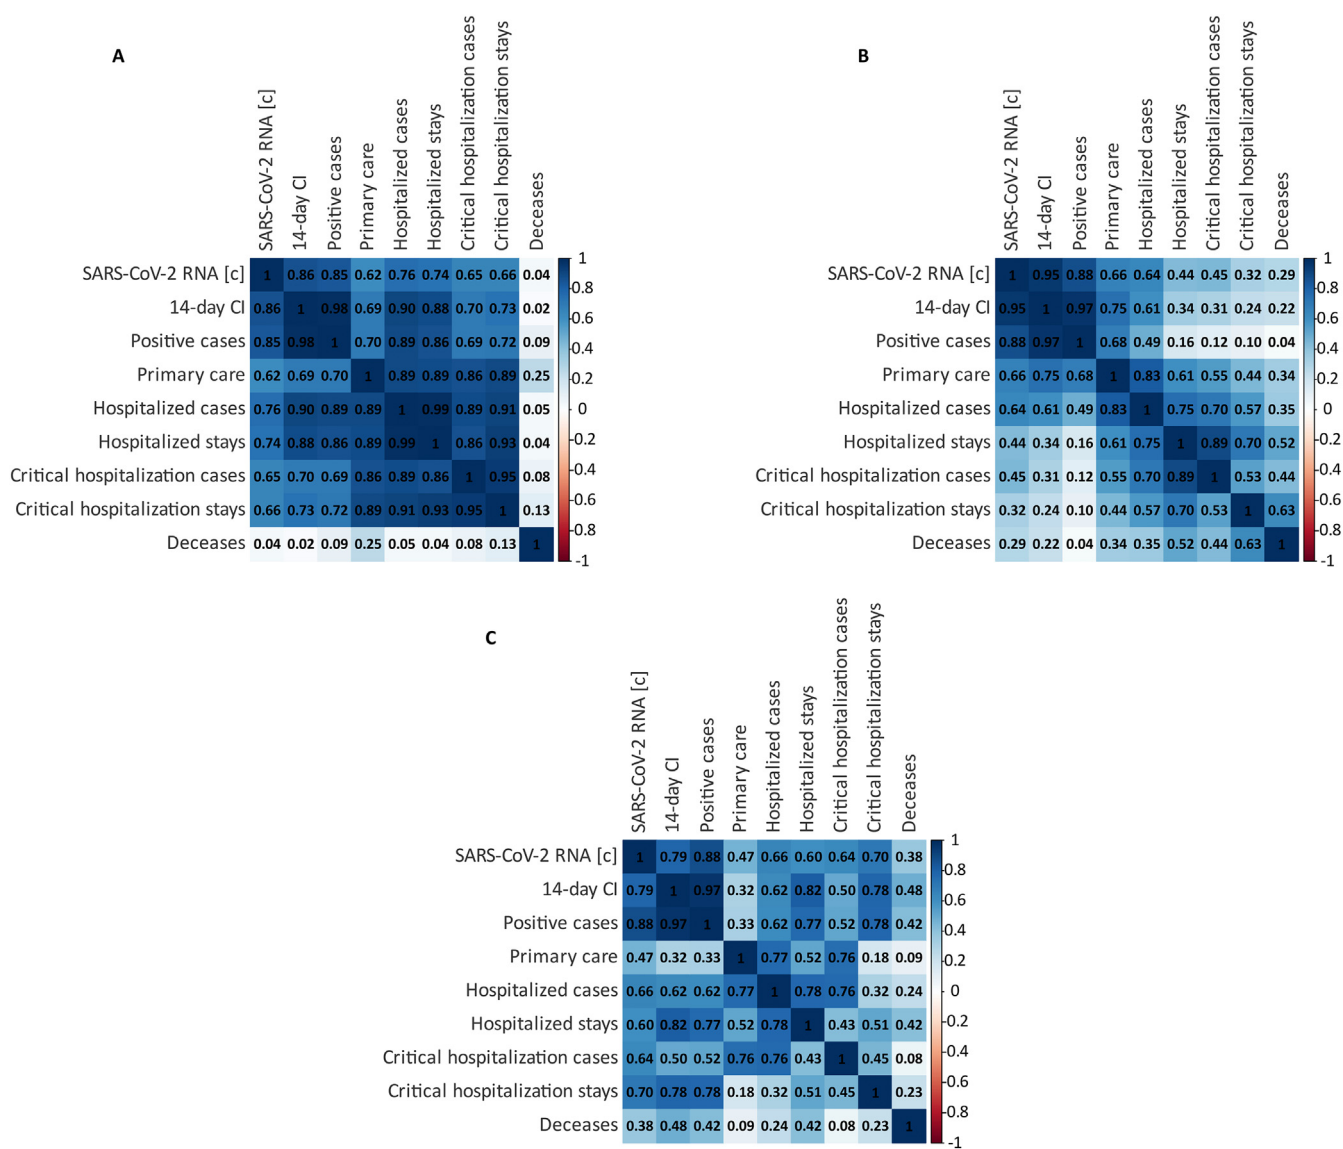 A
SARS-CoV-2 RNA [c]
14-day CI
Positive cases
Primary care
Hospitalized cases
Hospitalized stays
Critical hospitalization cases
Critical hospitalization stays
Deceases
SARS-CoV-2 RNA [c] 1 0.86 0.85 0.62 0.76 0.74 0.65 0.66 0.04
14-day CI 0.86 1 0.98 0.69 0.90 0.88 0.70 0.73 0.02
Positive cases 0.85 0.98 1 0.70 0.89 0.86 0.69 0.72 0.09
Primary care 0.62 0.69 0.70 1 0.89 0.89 0.86 0.89 0.25
Hospitalized cases 0.76 0.90 0.89 0.89 1 0.99 0.89 0.91 0.05
Hospitalized stays 0.74 0.88 0.86 0.89 0.99 1 0.86 0.93 0.04
Critical hospitalization cases 0.65 0.70 0.69 0.86 0.89 0.86 1 0.95 0.08
Critical hospitalization stays 0.66 0.73 0.72 0.89 0.91 0.93 0.95 1 0.13
Deceases 0.04 0.02 0.09 0.25 0.05 0.04 0.08 0.13 1
1
0.8
0.6
0.4
0.2
0
-0.2
-0.4
-0.6
-0.8
-1
B
SARS-CoV-2 RNA [c]
14-day CI
Positive cases
Primary care
Hospitalized cases
Hospitalized stays
Critical hospitalization cases
Critical hospitalization stays
Deceases
SARS-CoV-2 RNA [c] 1 0.95 0.88 0.66 0.64 0.44 0.45 0.32 0.29
14-day CI 0.95 1 0.97 0.75 0.61 0.34 0.31 0.24 0.22
Positive cases 0.88 0.97 1 0.68 0.49 0.16 0.12 0.10 0.04
Primary care 0.66 0.75 0.68 1 0.83 0.61 0.55 0.44 0.34
Hospitalized cases 0.64 0.61 0.49 0.83 1 0.75 0.70 0.57 0.35
Hospitalized stays 0.44 0.34 0.16 0.61 0.75 1 0.89 0.70 0.52
Critical hospitalization cases 0.45 0.31 0.12 0.55 0.70 0.89 1 0.53 0.44
Critical hospitalization stays 0.32 0.24 0.10 0.44 0.57 0.70 0.53 1 0.63
Deceases 0.29 0.22 0.04 0.34 0.35 0.52 0.44 0.63 1
1
0.8
0.6
0.4
0.2
0
-0.2
-0.4
-0.6
-0.8
-1
C
SARS-CoV-2 RNA [c]
14-day CI
Positive cases
Primary care
Hospitalized cases
Hospitalized stays
Critical hospitalization cases
Critical hospitalization stays
Deceases
SARS-CoV-2 RNA [c] 1 0.79 0.88 0.47 0.66 0.60 0.64 0.70 0.38
14-day CI 0.79 1 0.97 0.32 0.62 0.82 0.50 0.78 0.48
Positive cases 0.88 0.97 1 0.33 0.62 0.77 0.52 0.78 0.42
Primary care 0.47 0.32 0.33 1 0.77 0.52 0.76 0.18 0.09
Hospitalized cases 0.66 0.62 0.62 0.77 1 0.78 0.76 0.32 0.24
Hospitalized stays 0.60 0.82 0.77 0.52 0.78 1 0.43 0.51 0.42
Critical hospitalization cases 0.64 0.50 0.52 0.76 0.76 0.43 1 0.45 0.08
Critical hospitalization stays 0.70 0.78 0.78 0.18 0.32 0.51 0.45 1 0.23
Deceases 0.38 0.48 0.42 0.09 0.24 0.42 0.08 0.23 1
1
0.8
0.6
0.4
0.2
0
-0.2
-0.4
-0.6
-0.8
-1